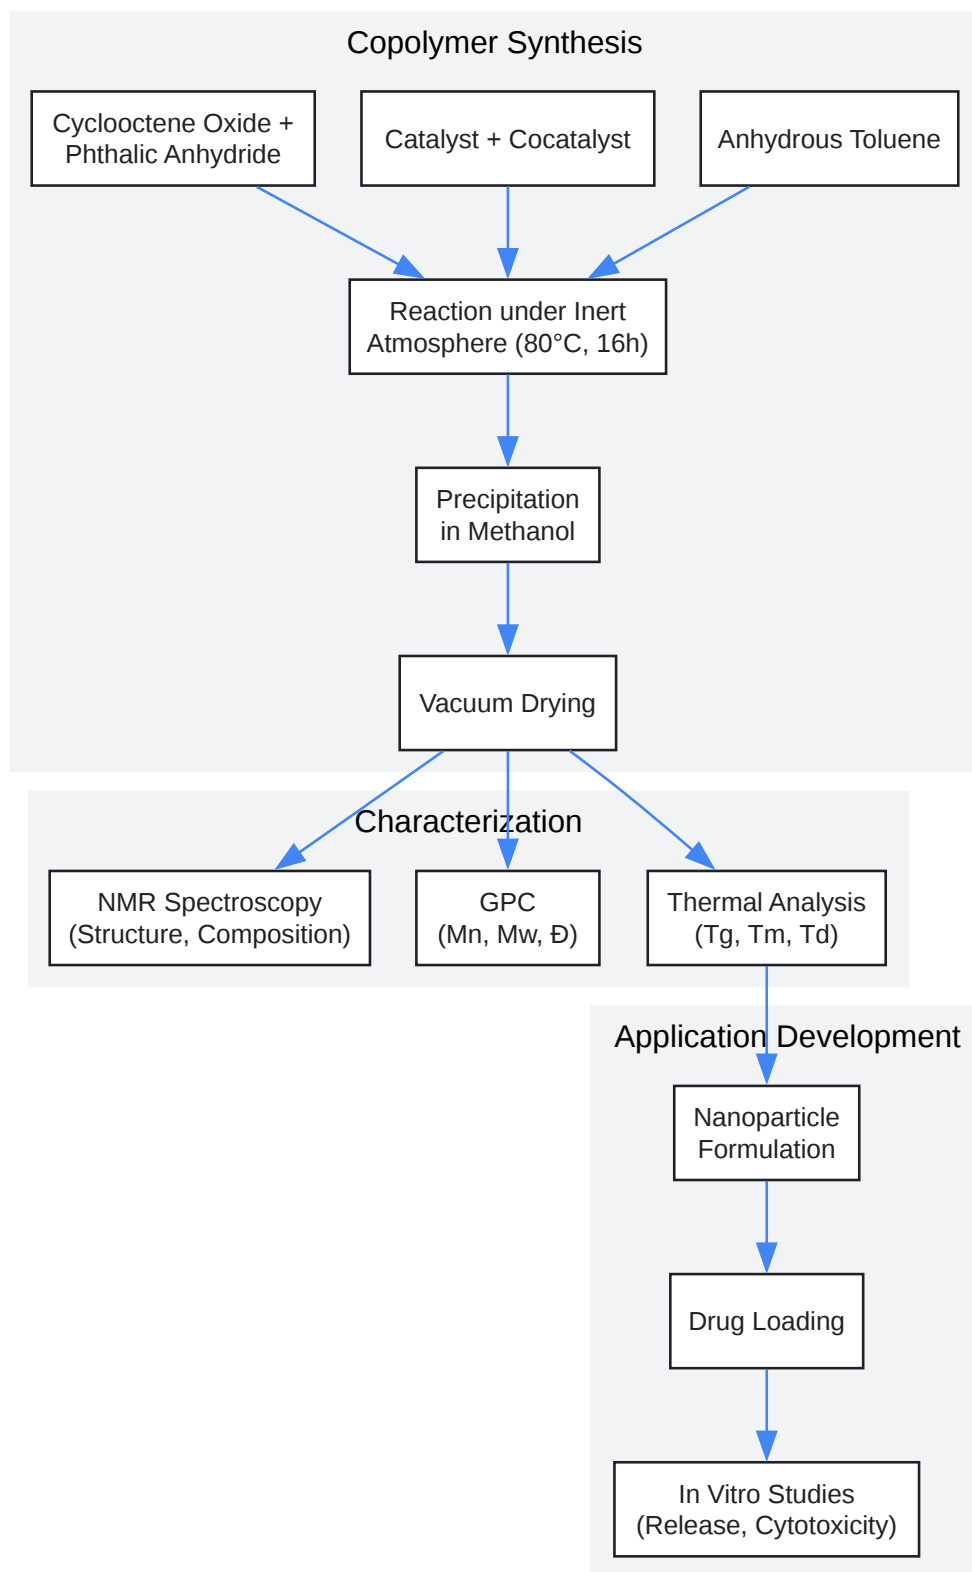 Copolymer Synthesis
Cyclooctene Oxide +
Phthalic Anhydride
Catalyst + Cocatalyst
Anhydrous Toluene
Reaction under Inert
Atmosphere (80°C, 16h)
Precipitation
in Methanol
Vacuum Drying
Characterization
NMR Spectroscopy
(Structure, Composition)
GPC
(Mn, Mw, Đ)
Thermal Analysis
(Tg, Tm, Td)
Application Development
Nanoparticle
Formulation
Drug Loading
In Vitro Studies
(Release, Cytotoxicity)